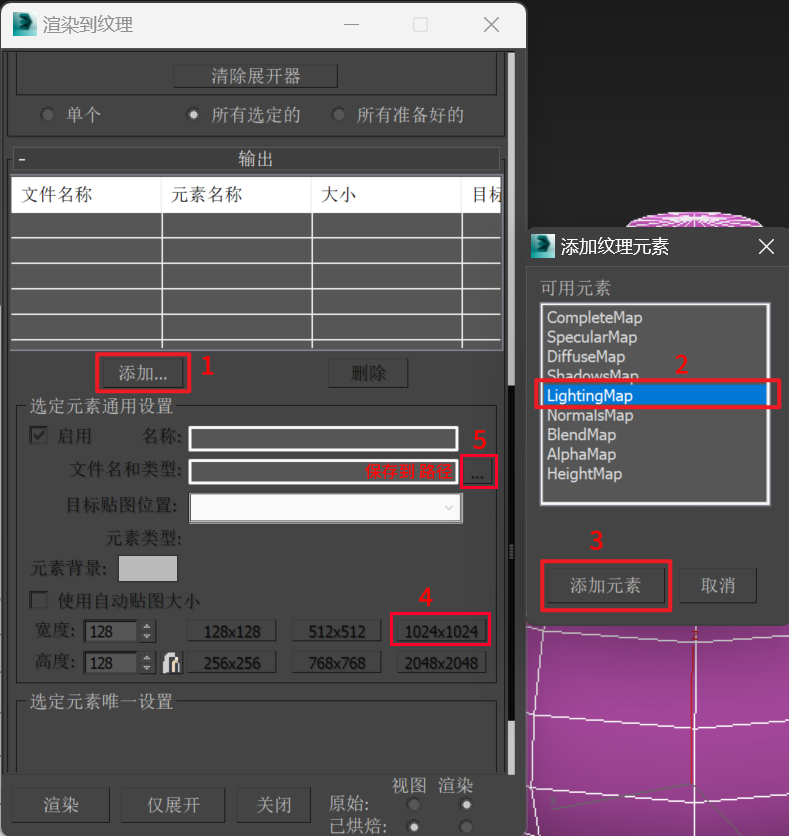 渲染到纹理
清除展开器
单个 所有选定的 所有准备好的
- 输出
文件名称 元素名称 大小 目标
添加... 1 删除
选定元素通用设置
启用 名称: 5
文件名和类型: 保存到 路径 ...
目标贴图位置:
元素类型:
元素背景:
使用自动贴图大小 4
宽度: 128 128x128 512x512 1024x1024
高度: 128 256x256 768x768 2048x2048
选定元素唯一设置
视图 渲染
渲染 仅展开 关闭 原始:
已烘焙:
添加纹理元素
可用元素
CompleteMap
SpecularMap
DiffuseMap 2
ShadowsMap
LightingMap
NormalsMap
BlendMap
AlphaMap
HeightMap
3
添加元素 取消